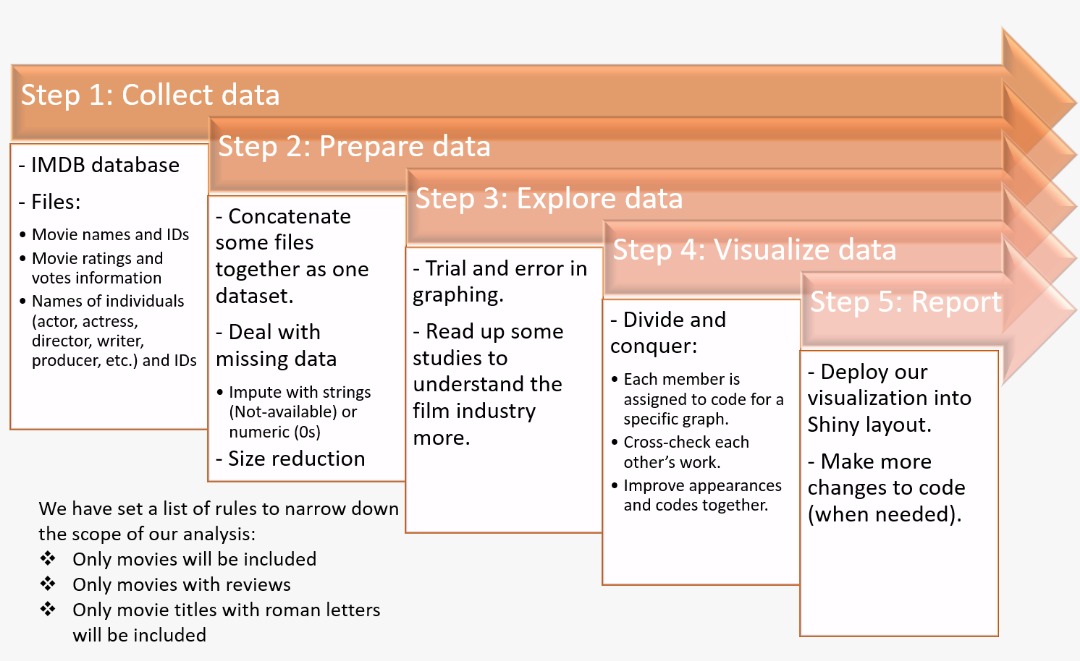 Step 1: Collect data
- IMDB database
- Files:
• Movie names and IDs
• Movie ratings and
votes information
• Names of individuals
(actor, actress,
director, writer,
producer, etc.) and IDs
Step 2: Prepare data
- Concatenate
some files
together as one
dataset.
- Deal with
missing data
• Impute with strings
(Not-available) or
numeric (0s)
- Size reduction
Step 3: Explore data
- Trial and error in
graphing.
- Read up some
studies to
understand the
film industry
more.
Step 4: Visualize data
- Divide and
conquer:
• Each member is
assigned to code for a
specific graph.
• Cross-check each
other’s work.
• Improve appearances
and codes together.
Step 5: Report
- Deploy our
visualization into
Shiny layout.
- Make more
changes to code
(when needed).
We have set a list of rules to narrow down
the scope of our analysis:
❖ Only movies will be included
❖ Only movies with reviews
❖ Only movie titles with roman letters
will be included